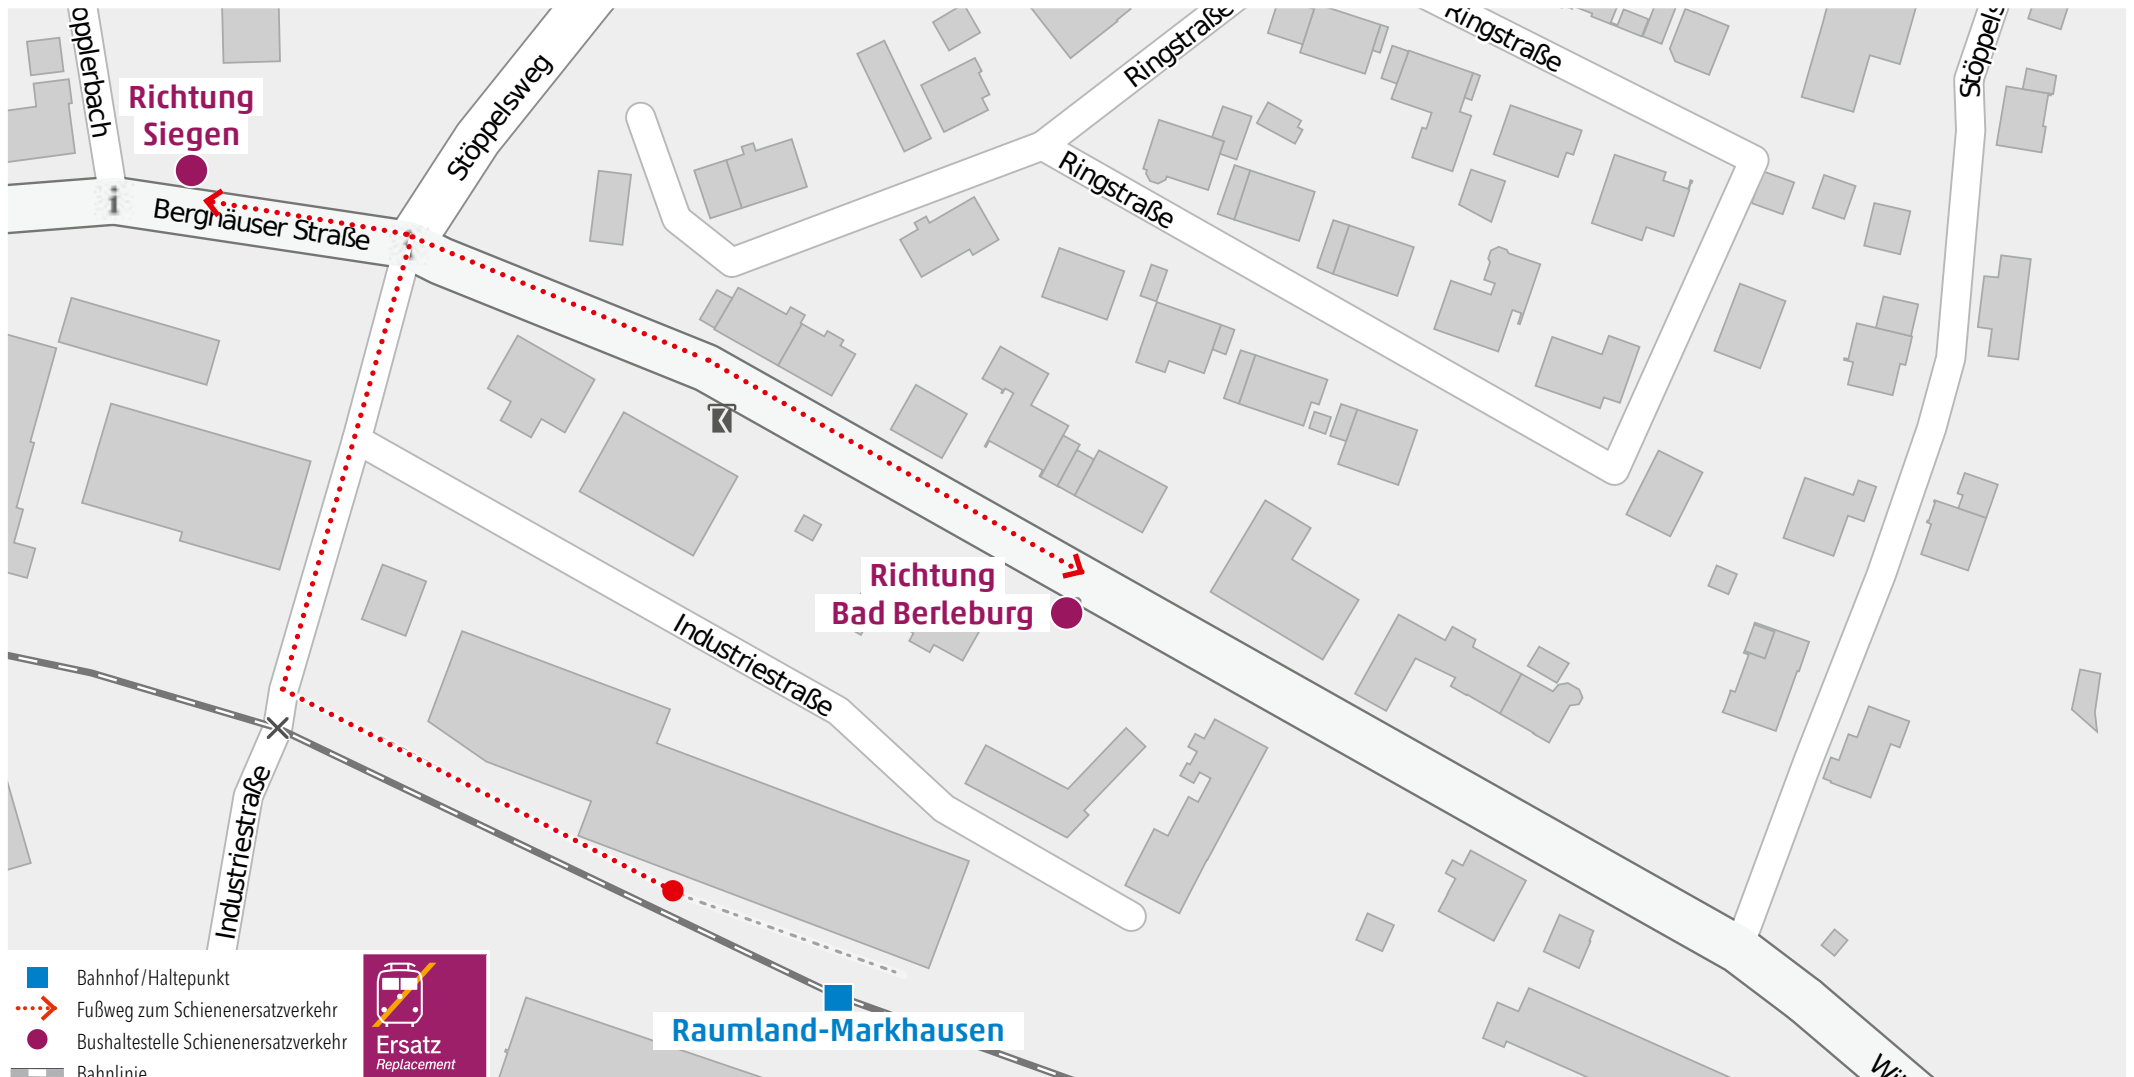 opplerbach
Richtung
Siegen
Stöppelsweg
Berghäuser Straße
Ringstraße
Ringstraße
Ringstraße
Stöppels
Richtung
Bad Berleburg
Industriestraße
Industriestraße
Raumland-Markhausen
Bahnhof/Haltepunkt
Fußweg zum Schienenersatzverkehr
Bushaltestelle Schienenersatzverkehr
Bahnlinie
Ersatz
Replacement